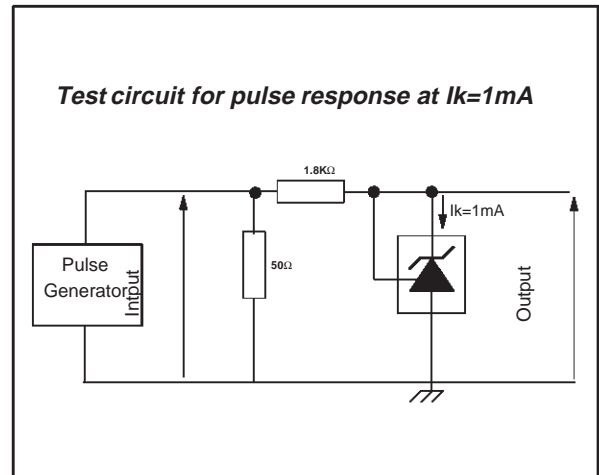 Test circuit for pulse response at Ik=1mA
1.8KΩ
Ik=1mA
50Ω
Pulse
Generator
Intput
Output